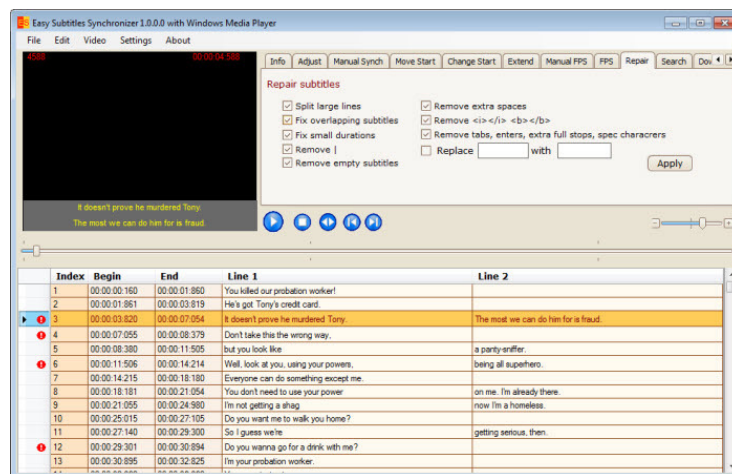 Easy Subtitles Synchronizer 1.0.0.0 with Windows Media Player
File Edit Video Settings About
4588 00:00:04:588
Info Adjust Manual Synch Move Start Change Start Extend Manual FPS FPS Repair Search Dov
Repair subtitles
Split large lines
Fix overlapping subtitles
Fix small durations
Remove |
Remove empty subtitles
Remove extra spaces
Remove <i></i> <b></b>
Remove tabs, enters, extra full stops, spec characrers
Replace with
Apply
It doesn't prove he murdered Tony.
The most we can do him for is fraud.
Index Begin End Line 1 Line 2
1 00:00:00:160 00:00:01:860 You killed our probation worker!
2 00:00:01:861 00:00:03:819 He's got Tony's credit card.
3 00:00:03:820 00:00:07:054 It doesn't prove he murdered Tony. The most we can do him for is fraud.
4 00:00:07:055 00:00:08:379 Don't take this the wrong way,
5 00:00:08:380 00:00:11:505 but you look like a panty-sniffer.
6 00:00:11:506 00:00:14:214 Well, look at you, using your powers, being all superhero.
7 00:00:14:215 00:00:18:180 Everyone can do something except me.
8 00:00:18:181 00:00:21:054 You don't need to use your power on me. I'm already there.
9 00:00:21:055 00:00:24:980 I'm not getting a shag now I'm a homeless.
10 00:00:25:015 00:00:27:105 Do you want me to walk you home?
11 00:00:27:140 00:00:29:300 So I guess we're getting serious, then.
12 00:00:29:301 00:00:30:894 Do you wanna go for a drink with me?
13 00:00:30:895 00:00:32:825 I'm your probation worker.